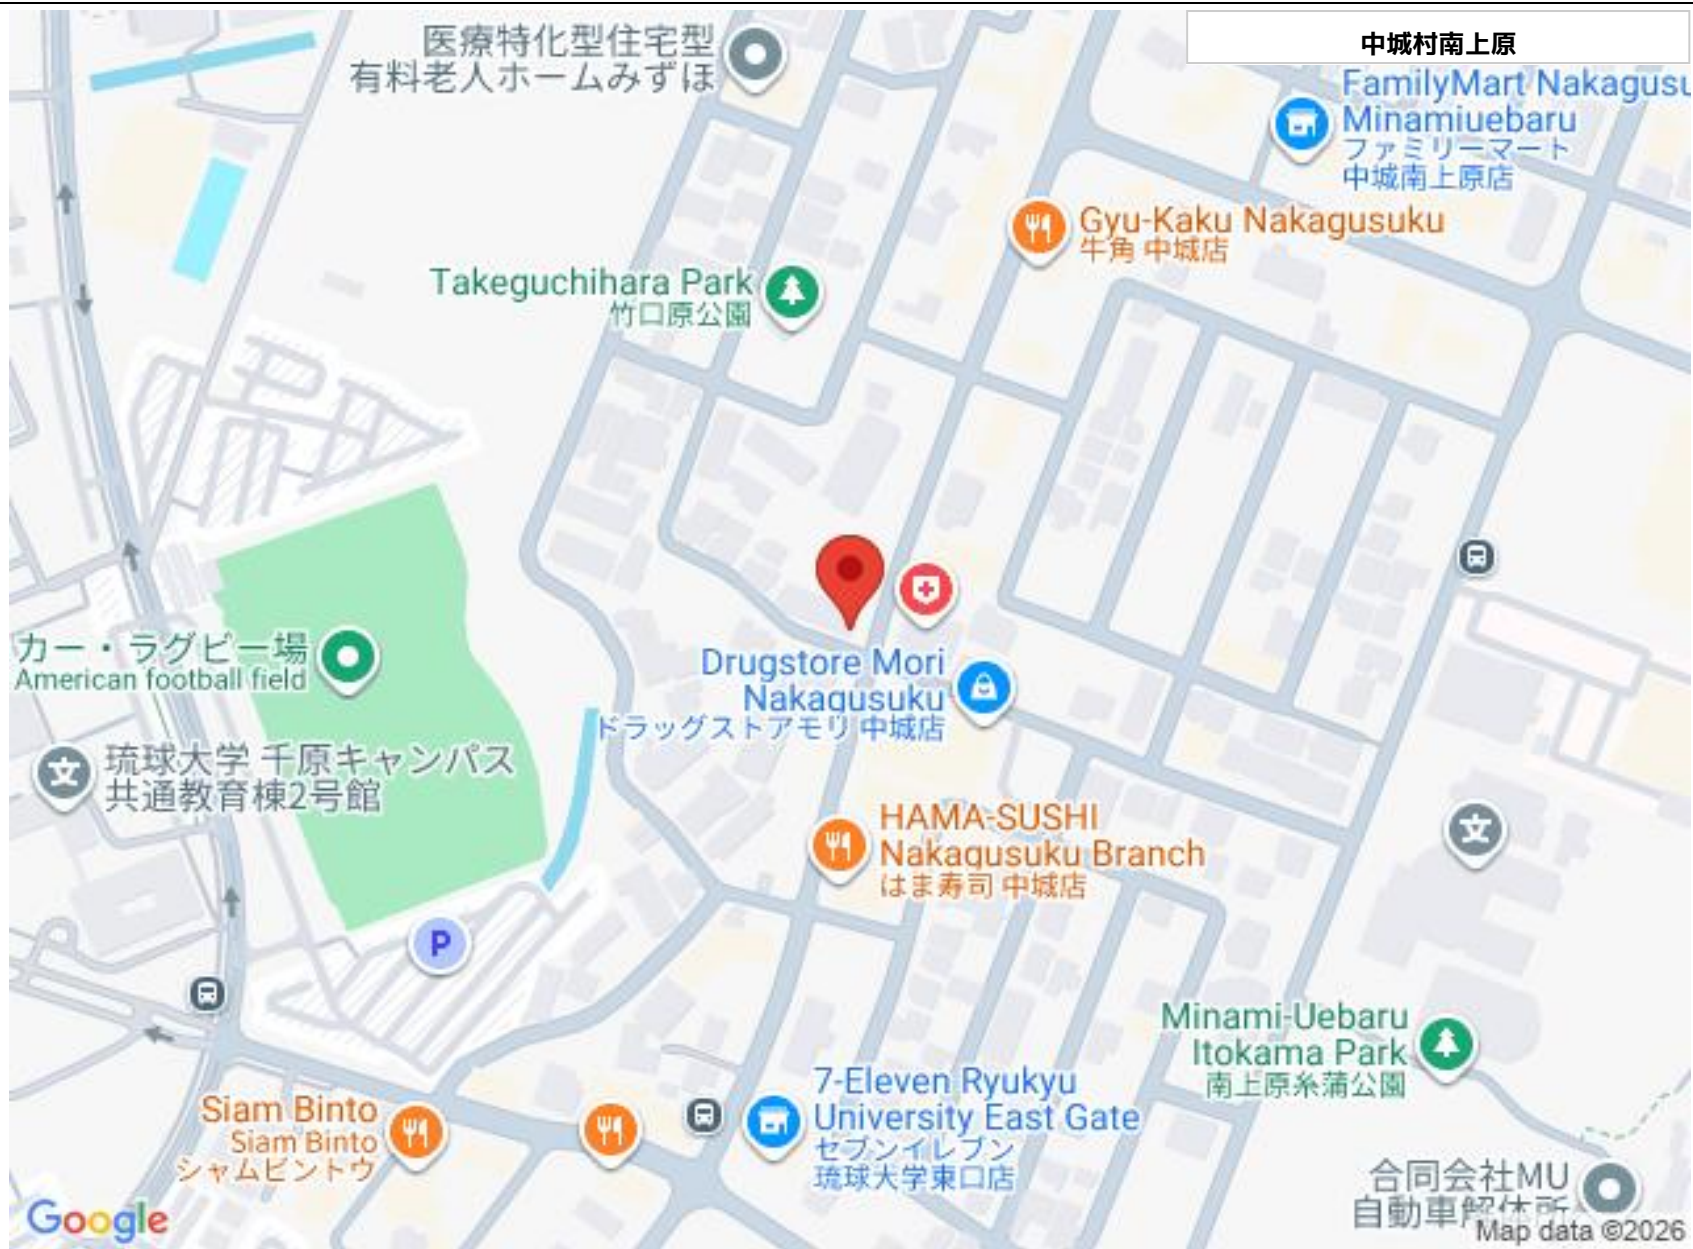 中城村南上原
医療特化型住宅型
有料老人ホームみずほ
FamilyMart Nakagusu
Minamiuebaru
ファミリーマート
中城南上原店
Gyu-Kaku Nakagusuku
牛角 中城店
Takeguchihara Park
竹口原公園
カー・ラグビー場
American football field
Drugstore Mori
Nakagusuku
ドラッグストアモリ 中城店
琉球大学 千原キャンパス
共通教育棟2号館
文
HAMA-SUSHI
Nakagusuku Branch
はま寿司 中城店
文
P
Minami-Uebaru
Itokama Park
南上原糸蒲公園
7-Eleven Ryukyu
University East Gate
セブンイレブン
琉球大学東口店
Siam Binto
Siam Binto
シャムビントウ
合同会社MU
自動車解体所
Google
Map data ©2026